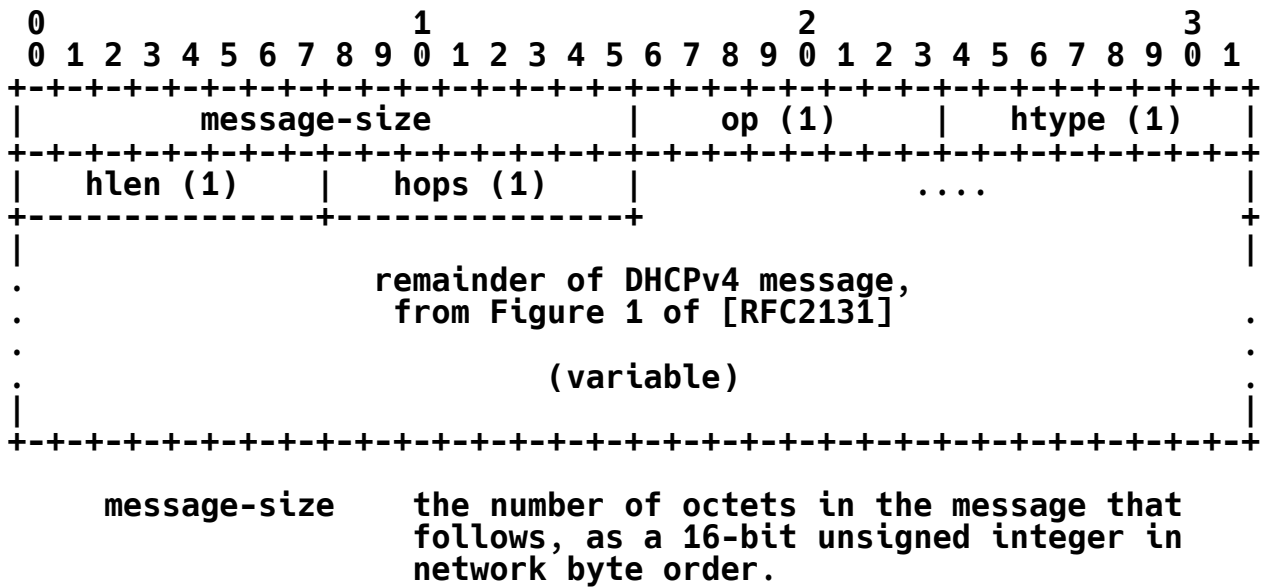 0                   1                   2                   3
 0 1 2 3 4 5 6 7 8 9 0 1 2 3 4 5 6 7 8 9 0 1 2 3 4 5 6 7 8 9 0 1
+-+-+-+-+-+-+-+-+-+-+-+-+-+-+-+-+-+-+-+-+-+-+-+-+-+-+-+-+-+-+-+-+
|         message-size          |    op (1)     |   htype (1)   |
+-+-+-+-+-+-+-+-+-+-+-+-+-+-+-+-+-+-+-+-+-+-+-+-+-+-+-+-+-+-+-+-+
|   hlen (1)    |   hops (1)    |              ....             |
+---------------+---------------+                               +
|                                                               |
.                  remainder of DHCPv4 message,
.                   from Figure 1 of [RFC2131]                  .
.                                                               .
.                           (variable)                          .
|                                                               |
+-+-+-+-+-+-+-+-+-+-+-+-+-+-+-+-+-+-+-+-+-+-+-+-+-+-+-+-+-+-+-+-+
     message-size    the number of octets in the message that
                     follows, as a 16-bit unsigned integer in
                     network byte order.